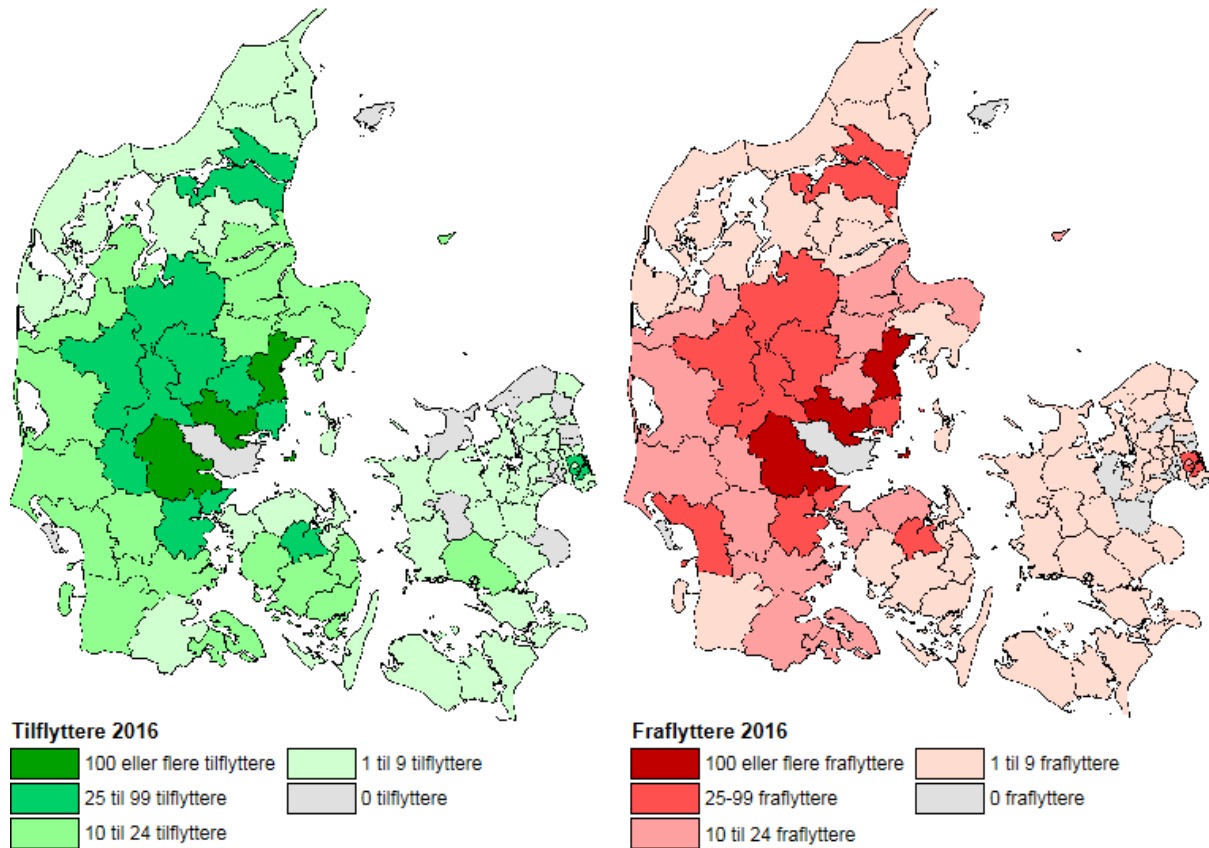 Tilflyttere 2016
100 eller flere tilflyttere
1 til 9 tilflyttere
25 til 99 tilflyttere
0 tilflyttere
10 til 24 tilflyttere
Fraflyttere 2016
100 eller flere fraflyttere
1 til 9 fraflyttere
25-99 fraflyttere
0 fraflyttere
10 til 24 fraflyttere